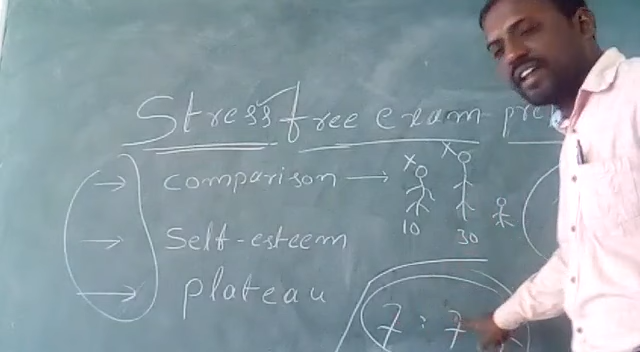 Stress free exam pre
comparison → x x
10 30
Self-esteem
plateau
7 : 7